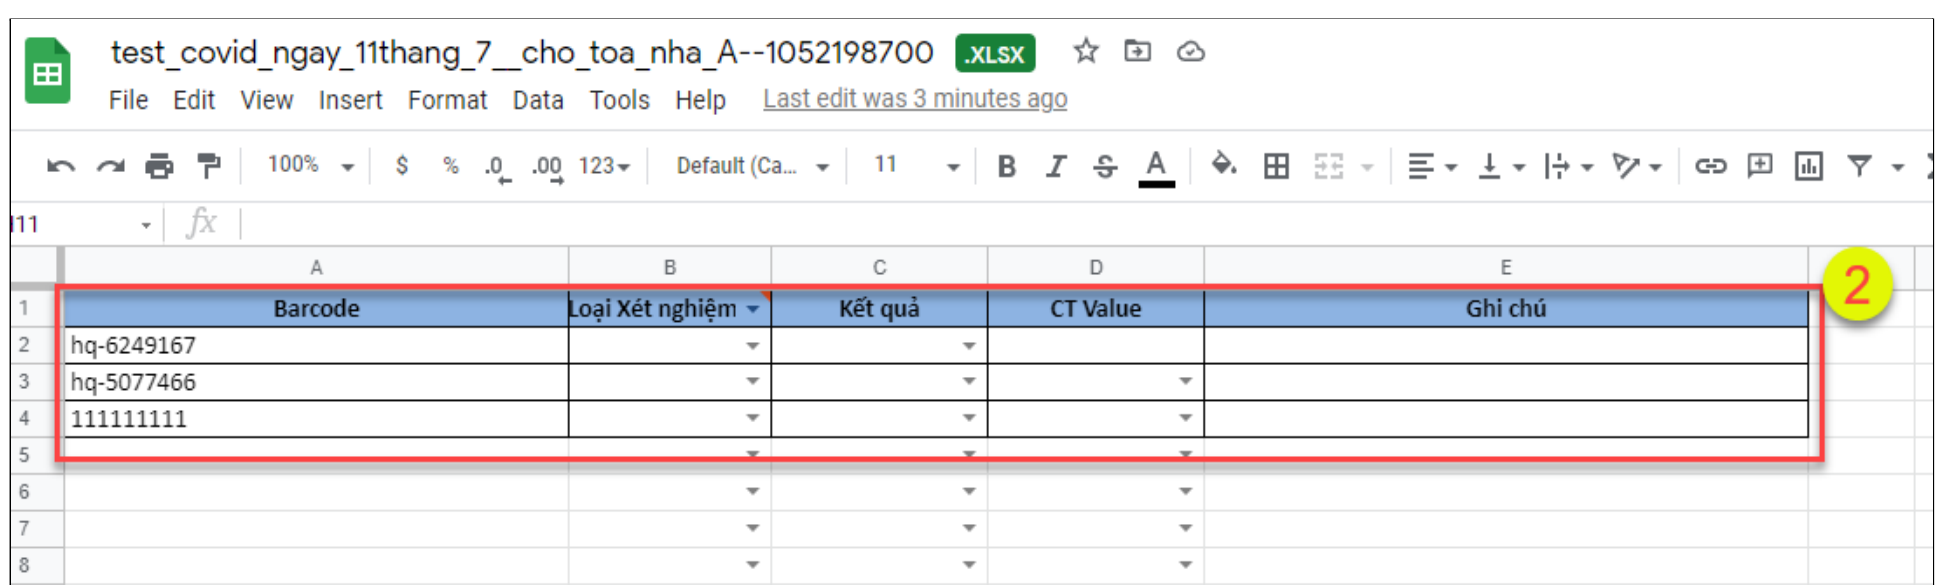 test_covid_ngay_11thang_7__cho_toa_nha_A--1052198700 .XLSX
File Edit View Insert Format Data Tools Help Last edit was 3 minutes ago
100% $ % .0 .00 123 Default (Ca... 11 B I S A
I11 fx
A B C D E
2
1 Barcode Loại Xét nghiệm Kết quả CT Value Ghi chú
2 hq-6249167
3 hq-5077466
4 111111111
5
6
7
8